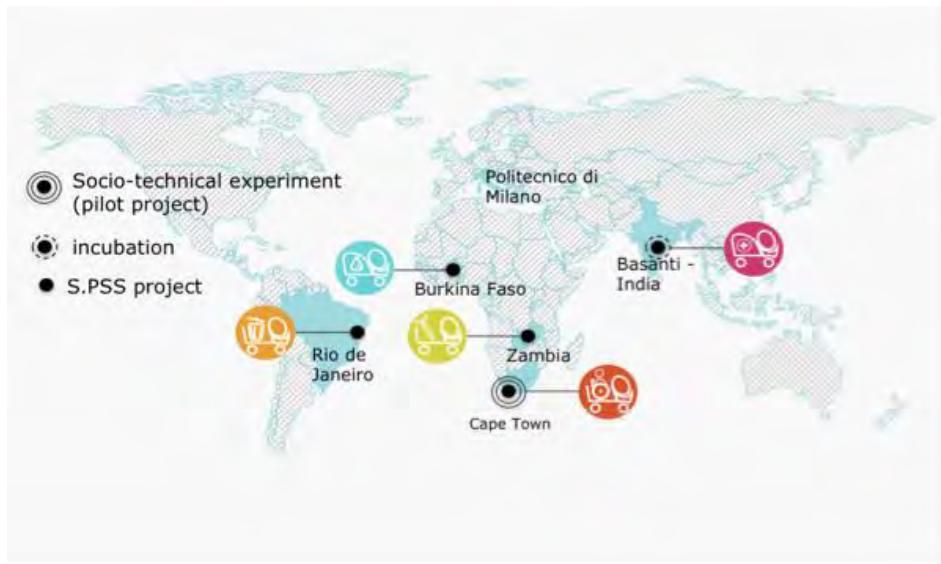 Socio-technical experiment
(pilot project)
incubation
S.PSS project
Politecnico di
Milano
Burkina Faso
Basanti -
India
Rio de
Janeiro
Zambia
Cape Town